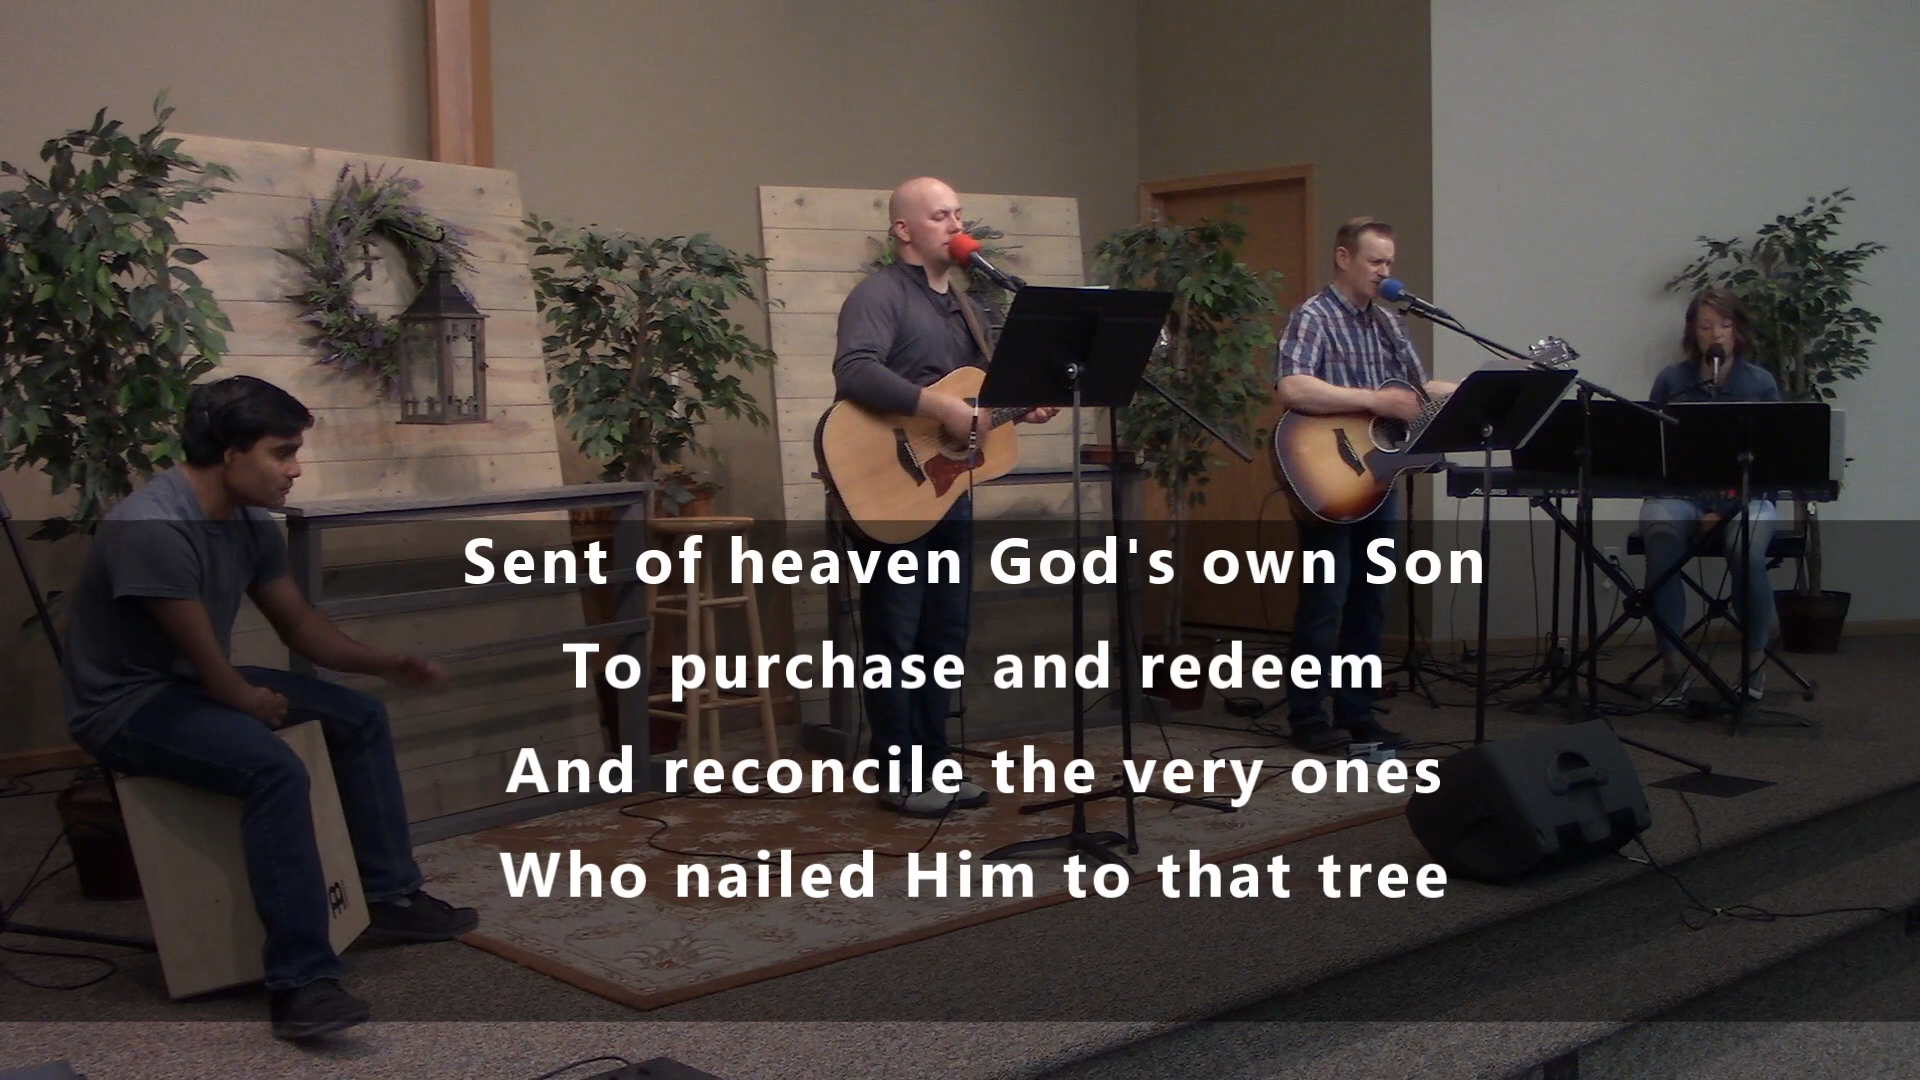 Sent of heaven God's own Son
To purchase and redeem
And reconcile the very ones
Who nailed Him to that tree
ALESIS